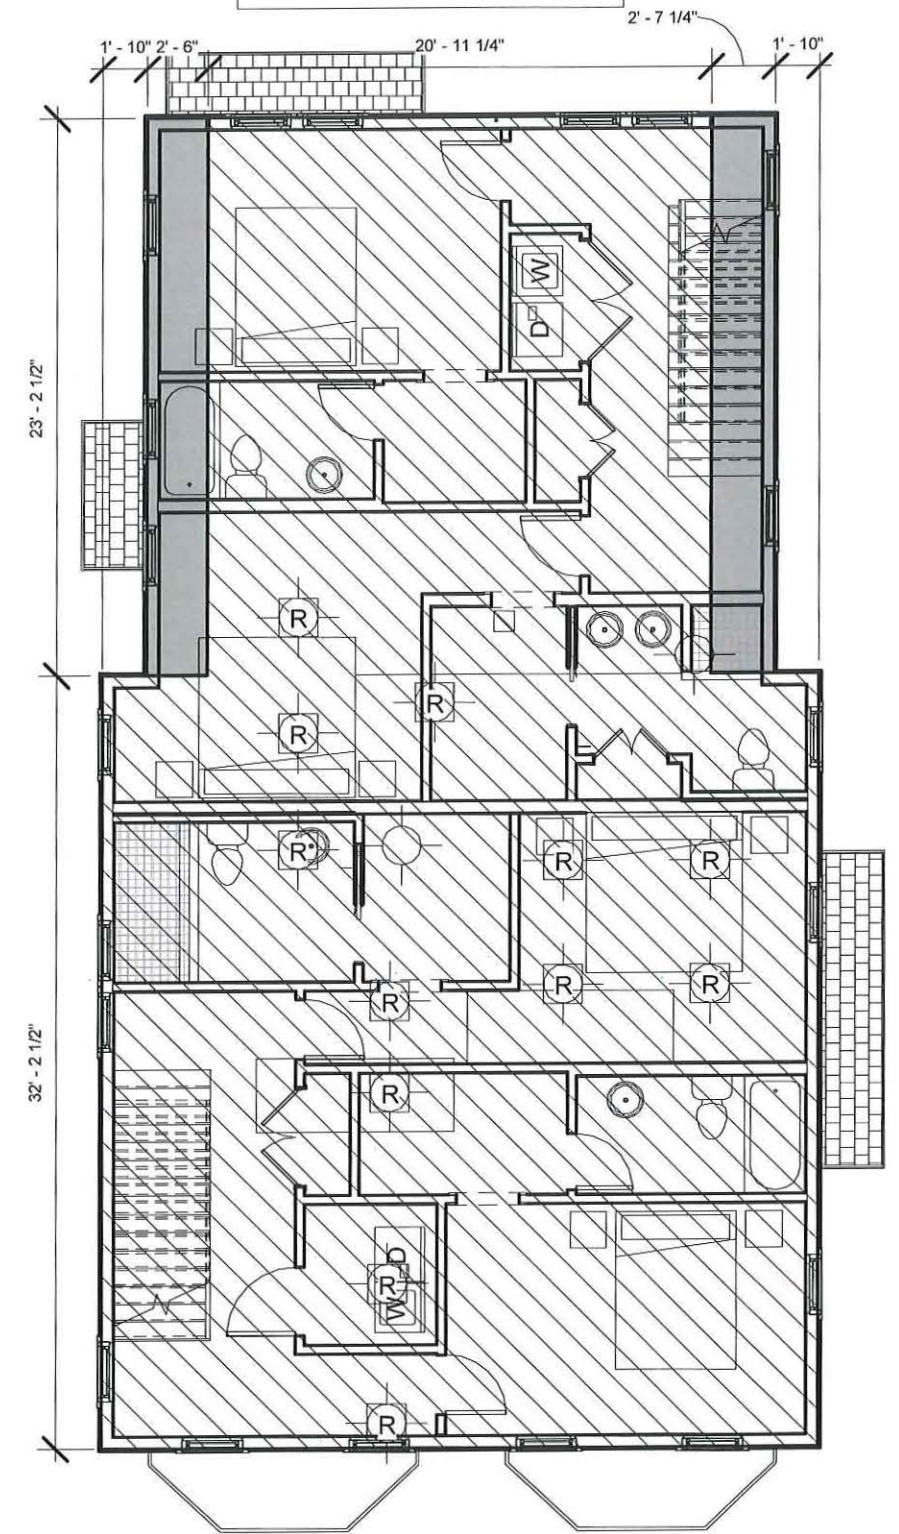 2' - 7 1/4"
1' - 10" 2' - 6" 20' - 11 1/4" 1' - 10"
W
D
23' - 2 1/2"
R
R
R
R
R
R
R
R
R
32' - 2 1/2"
R
D
R
W
R